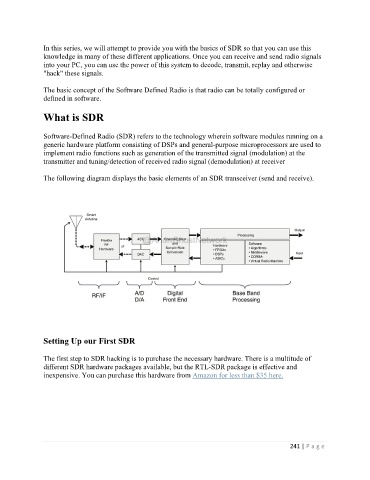 In this series, we will attempt to provide you with the basics of SDR so that you can use this
knowledge in many of these different applications. Once you can receive and send radio signals
into your PC, you can use the power of this system to decode, transmit, replay and otherwise
"hack" these signals.
The basic concept of the Software Defined Radio is that radio can be totally configured or
defined in software.
What is SDR
Software-Defined Radio (SDR) refers to the technology wherein software modules running on a
generic hardware platform consisting of DSPs and general-purpose microprocessors are used to
implement radio functions such as generation of the transmitted signal (modulation) at the
transmitter and tuning/detection of received radio signal (demodulation) at receiver
The following diagram displays the basic elements of an SDR transceiver (send and receive).
Smart
Antenna
Flexible
RF
Hardware
IF
ADC
DAC
Channelization
and
Sample Rate
Conversion
Processing
Hardware
• FPGAs
• DSPs
• ASICs
Software
• Algorithms
• Middleware
• CORBA
• Virtual Radio Machine
Output
Input
Control
RF/IF
A/D
D/A
Digital
Front End
Base Band
Processing
Setting Up our First SDR
The first step to SDR hacking is to purchase the necessary hardware. There is a multitude of
different SDR hardware packages available, but the RTL-SDR package is effective and
inexpensive. You can purchase this hardware from Amazon for less than $35 here.
241 | P a g e